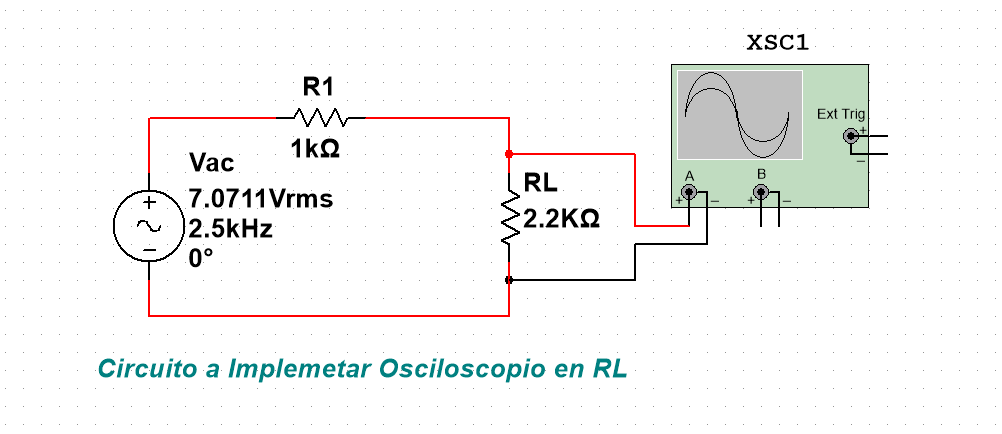 XSC1
R1
Ext Trig
+
1kΩ
–
Vac
A
B
RL
+
7.0711Vrms
+
–
+
–
2.2KΩ
2.5kHz
–
0°
Circuito a Implemetar Osciloscopio en RL